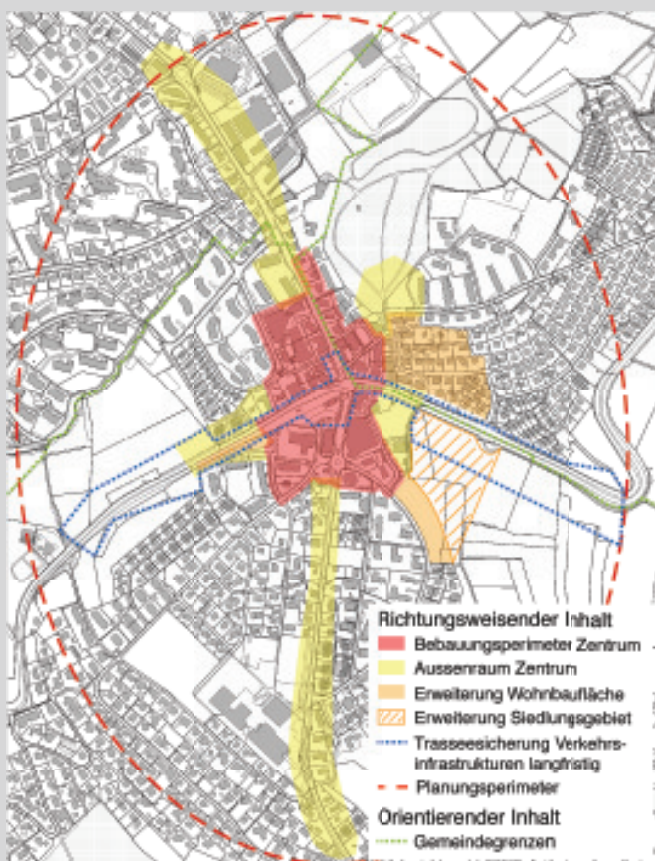 Richtungsweisender Inhalt
Bebauungsperimeter Zentrum
Aussenraum Zentrum
Erweiterung Wohnbaufläche
Erweiterung Siedlungsgebiet
Trasseesicherung Verkehrs-
infrastrukturen langfristig
Planungsperimeter
Orientierender Inhalt
Gemeindegrenzen